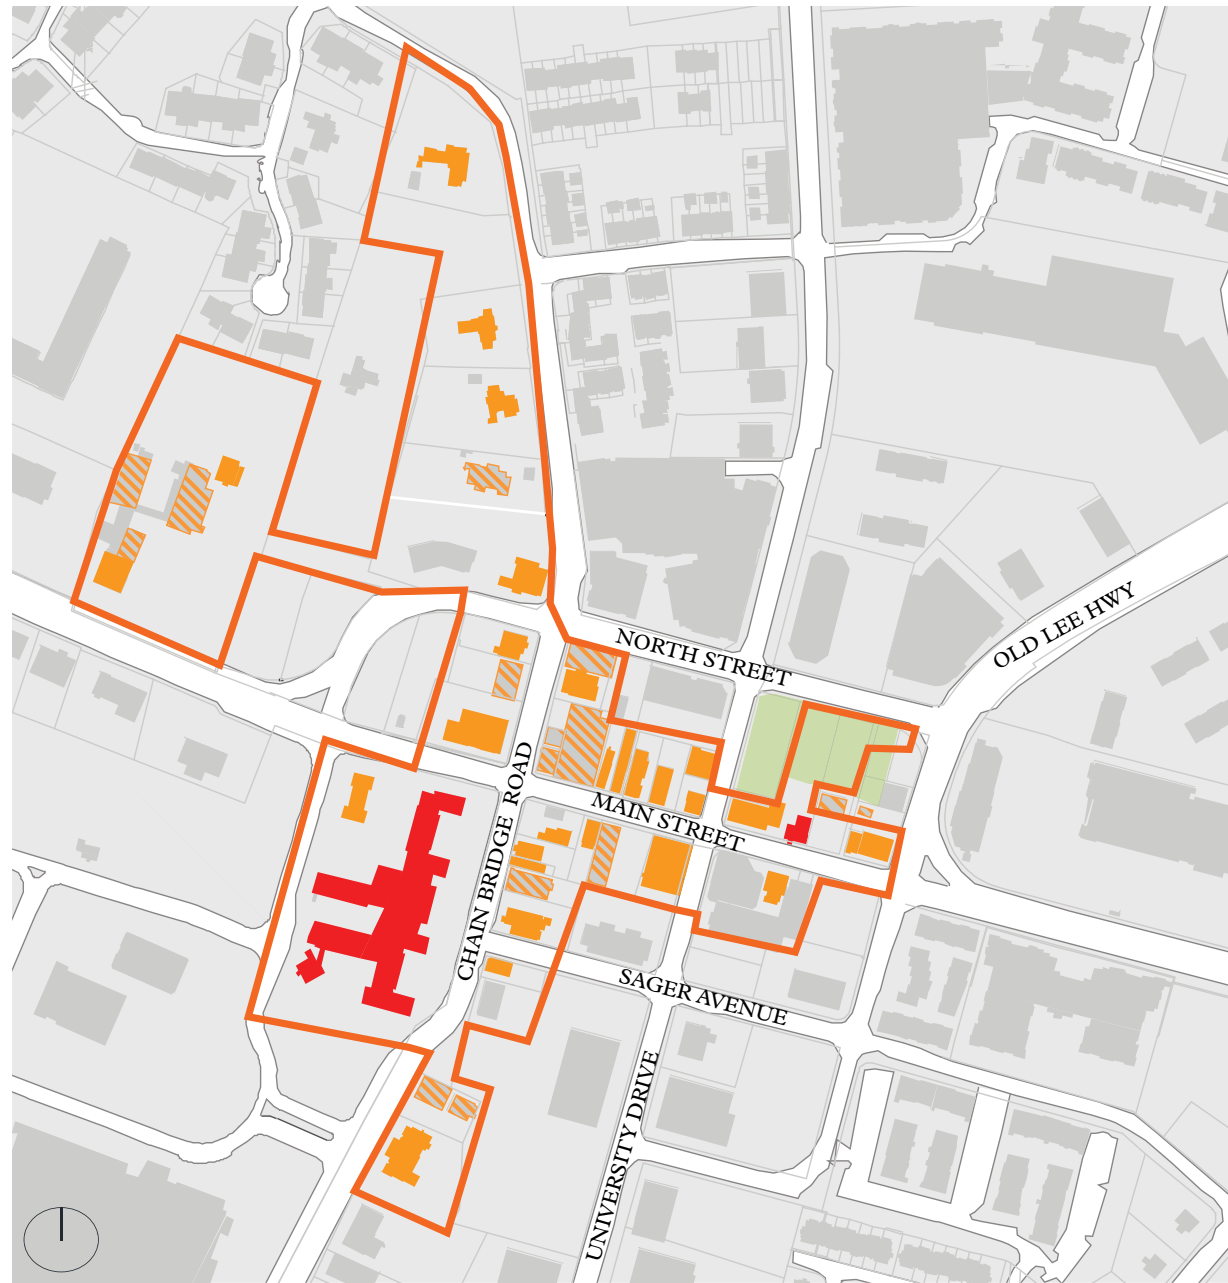 NORTH STREET
OLD LEE HWY
MAIN STREET
CHAIN BRIDGE ROAD
SAGER AVENUE
UNIVERSITY DRIVE